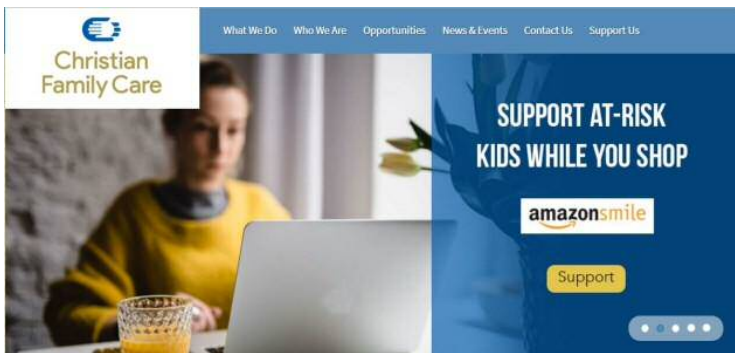 Christian
Family Care
What We Do Who We Are Opportunities News & Events Contact Us Support Us
SUPPORT AT-RISK
KIDS WHILE YOU SHOP
amazonsmile
Support